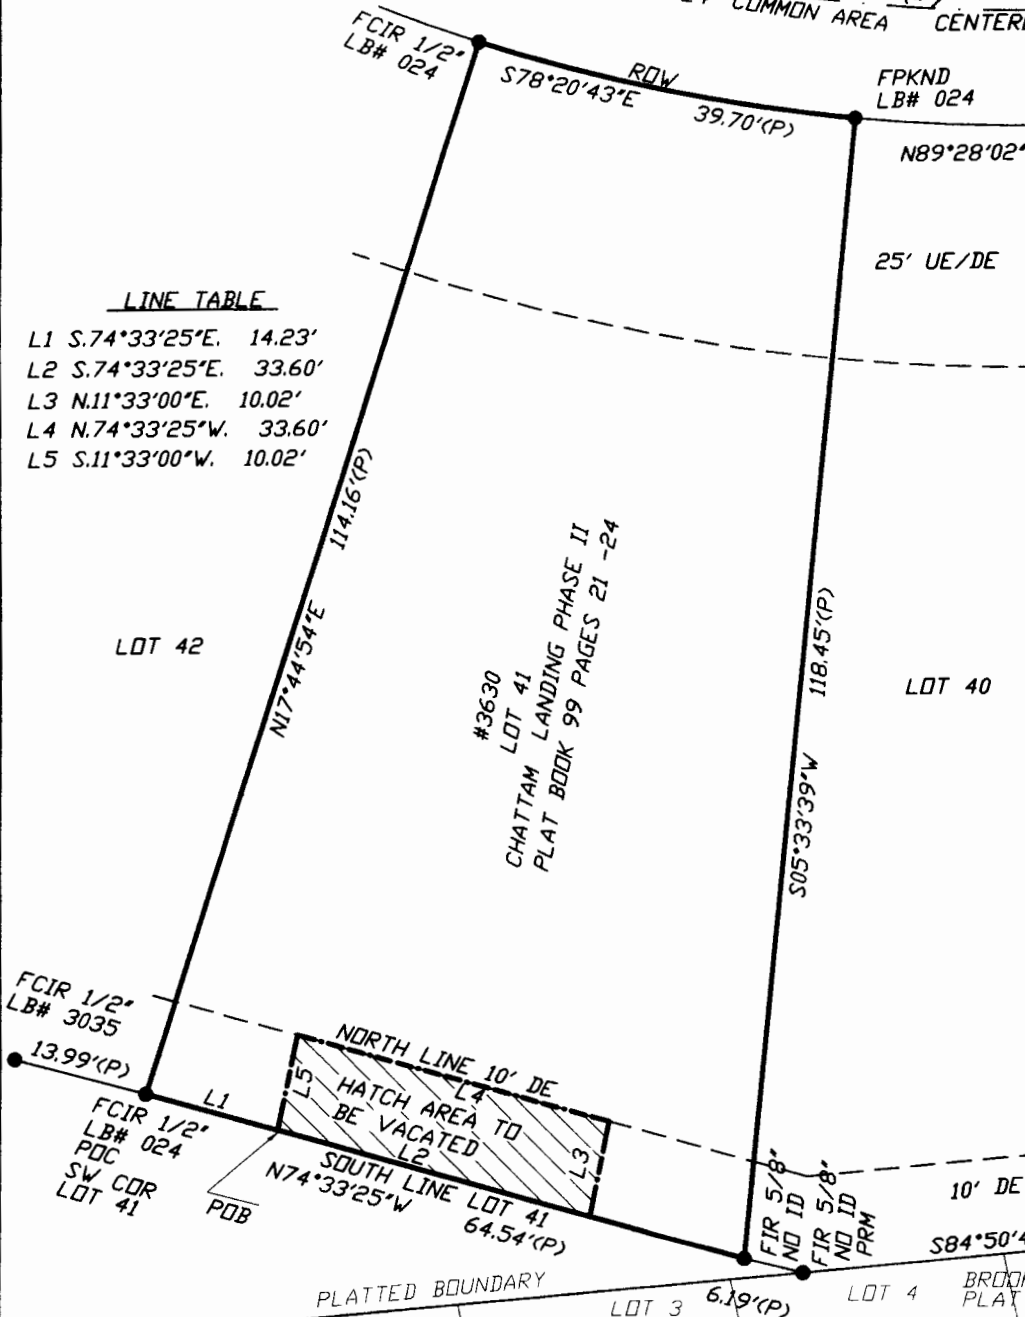 COMMON AREA CENTERL
FCIR 1/2"
LB# 024
S78°20'43"E
ROW
39.70'(P)
FPKND
LB# 024
N89°28'02"
25' UE/DE
LINE TABLE
L1 S.74°33'25"E. 14.23'
L2 S.74°33'25"E. 33.60'
L3 N.11°33'00"E. 10.02'
L4 N.74°33'25"W. 33.60'
L5 S.11°33'00"W. 10.02'
114.16'(P)
N17°44'54"E
LOT 42
#3630
LOT 41
CHATTAM LANDING PHASE II
PLAT BOOK 99 PAGES 21 -24
118.45'(P)
S05°33'39"W
LOT 40
FCIR 1/2"
LB# 3035
13.99'(P)
FCIR 1/2"
LB# 024
POC
SW COR
LOT 41
L1
POB
L5
NORTH LINE 10' DE
L4
HATCH AREA TO
BE VACATED
L2
L3
SOUTH LINE LOT 41
N74°33'25"W
64.54'(P)
FIR 5/8"
NO ID
FIR 5/8"
NO ID
PRM
10' DE
S84°50'4
PLATTED BOUNDARY
LOT 3
6.19'(P)
LOT 4
BROO
PLAT